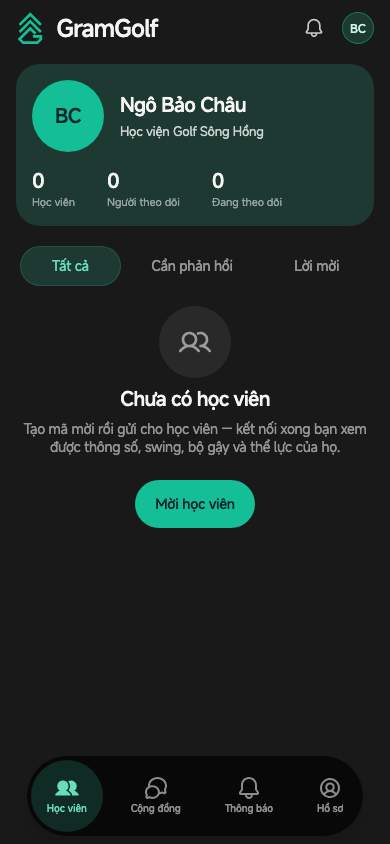 GramGolf
BC
BC
Ngô Bảo Châu
Học viện Golf Sông Hồng
0
0
0
Học viên
Người theo dõi
Đang theo dõi
Tất cả
Cần phản hồi
Lời mời
Chưa có học viên
Tạo mã mời rồi gửi cho học viên — kết nối xong bạn xem
được thông số, swing, bộ gậy và thể lực của họ.
Mời học viên
Học viên
Cộng đồng
Thông báo
Hồ sơ